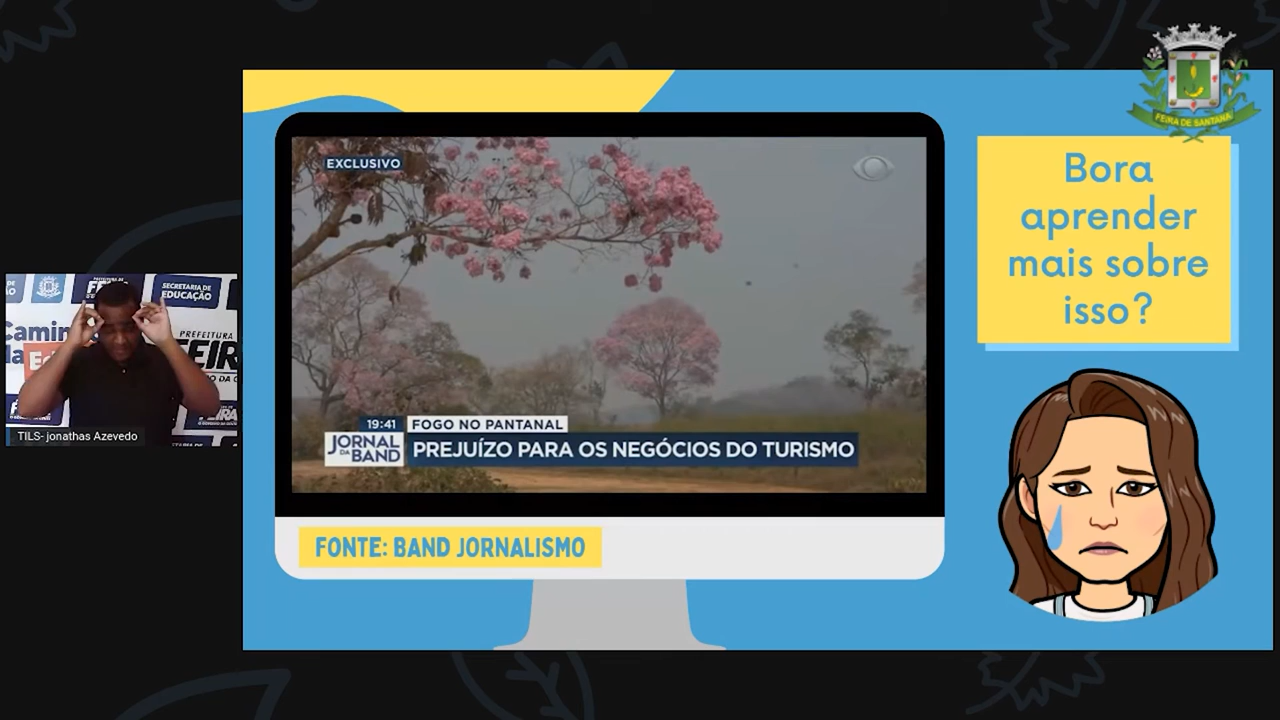 FEIRA DE SANTANA
Bora
aprender
mais sobre
isso?
EXCLUSIVO
19:41 FOGO NO PANTANAL
JORNAL
DA BAND
PREJUÍZO PARA OS NEGÓCIOS DO TURISMO
FONTE: BAND JORNALISMO
SECRETARIA DE
EDUCAÇÃO
PREFEITURA
TILS- jonathas Azevedo